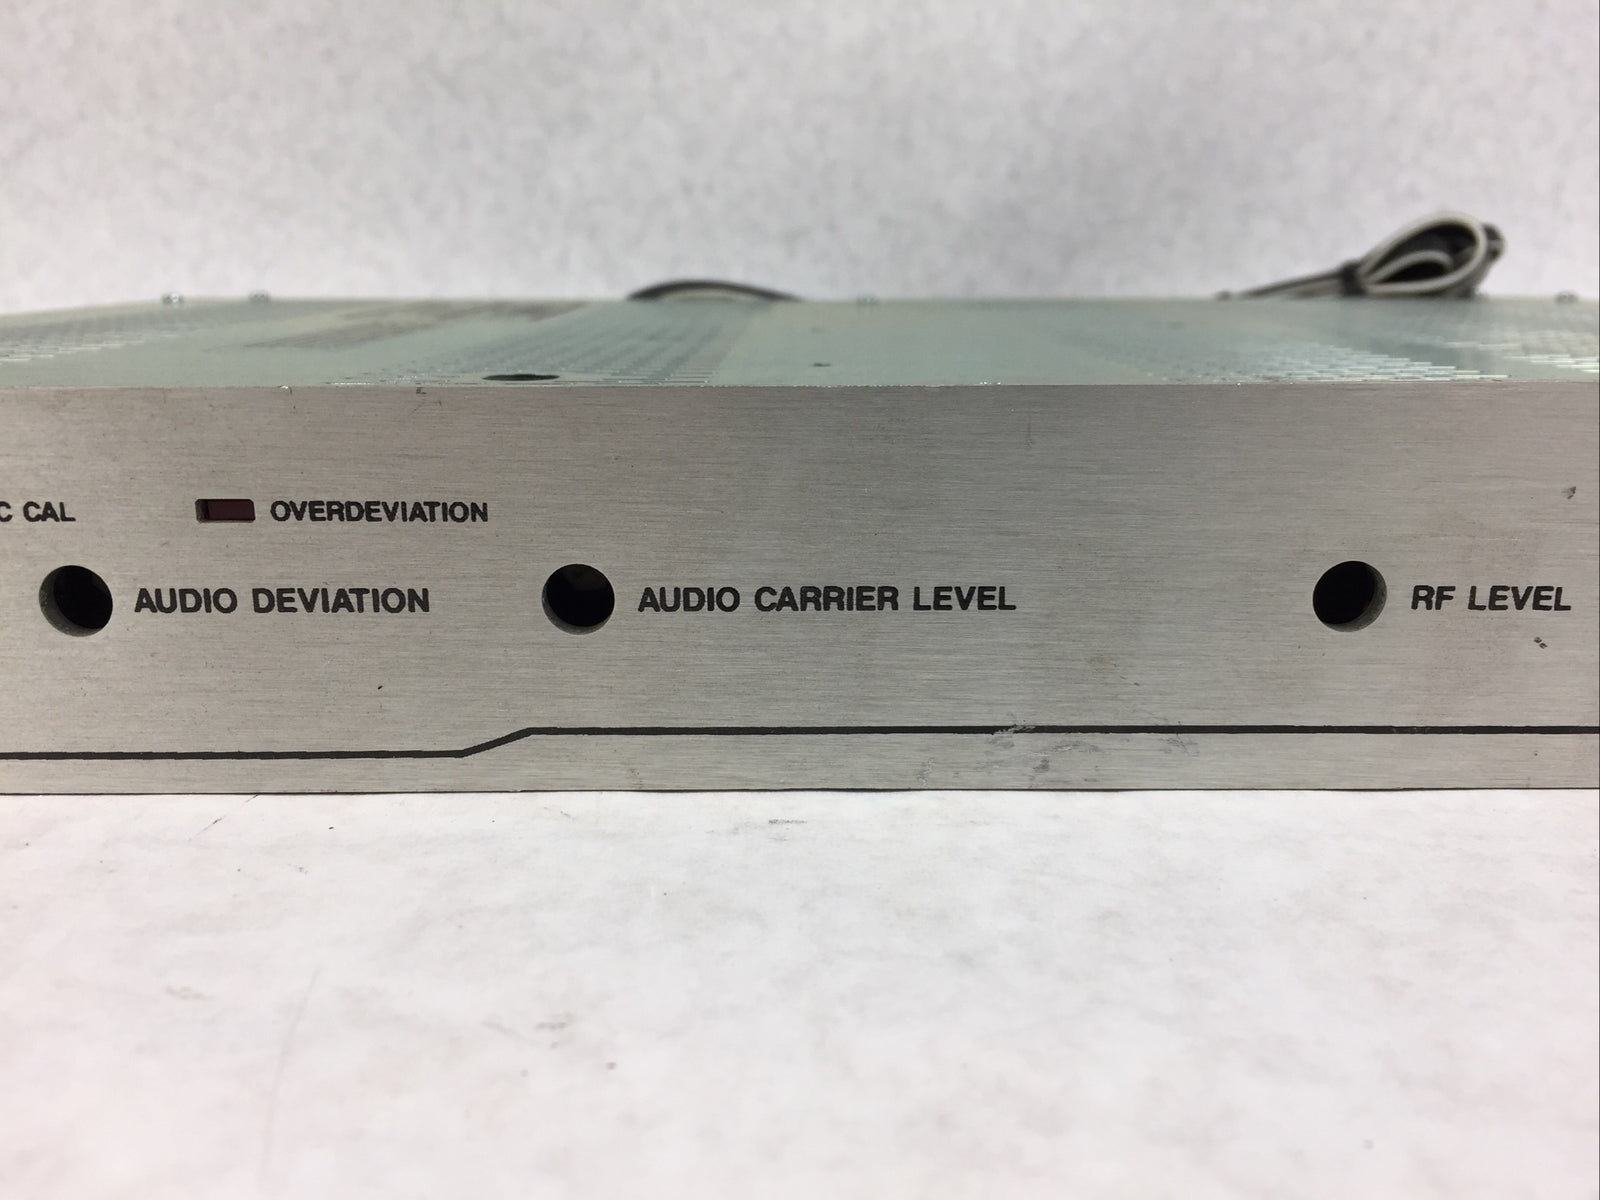 C CAL
OVERDEVIATION
AUDIO DEVIATION
AUDIO CARRIER LEVEL
RF LEVEL